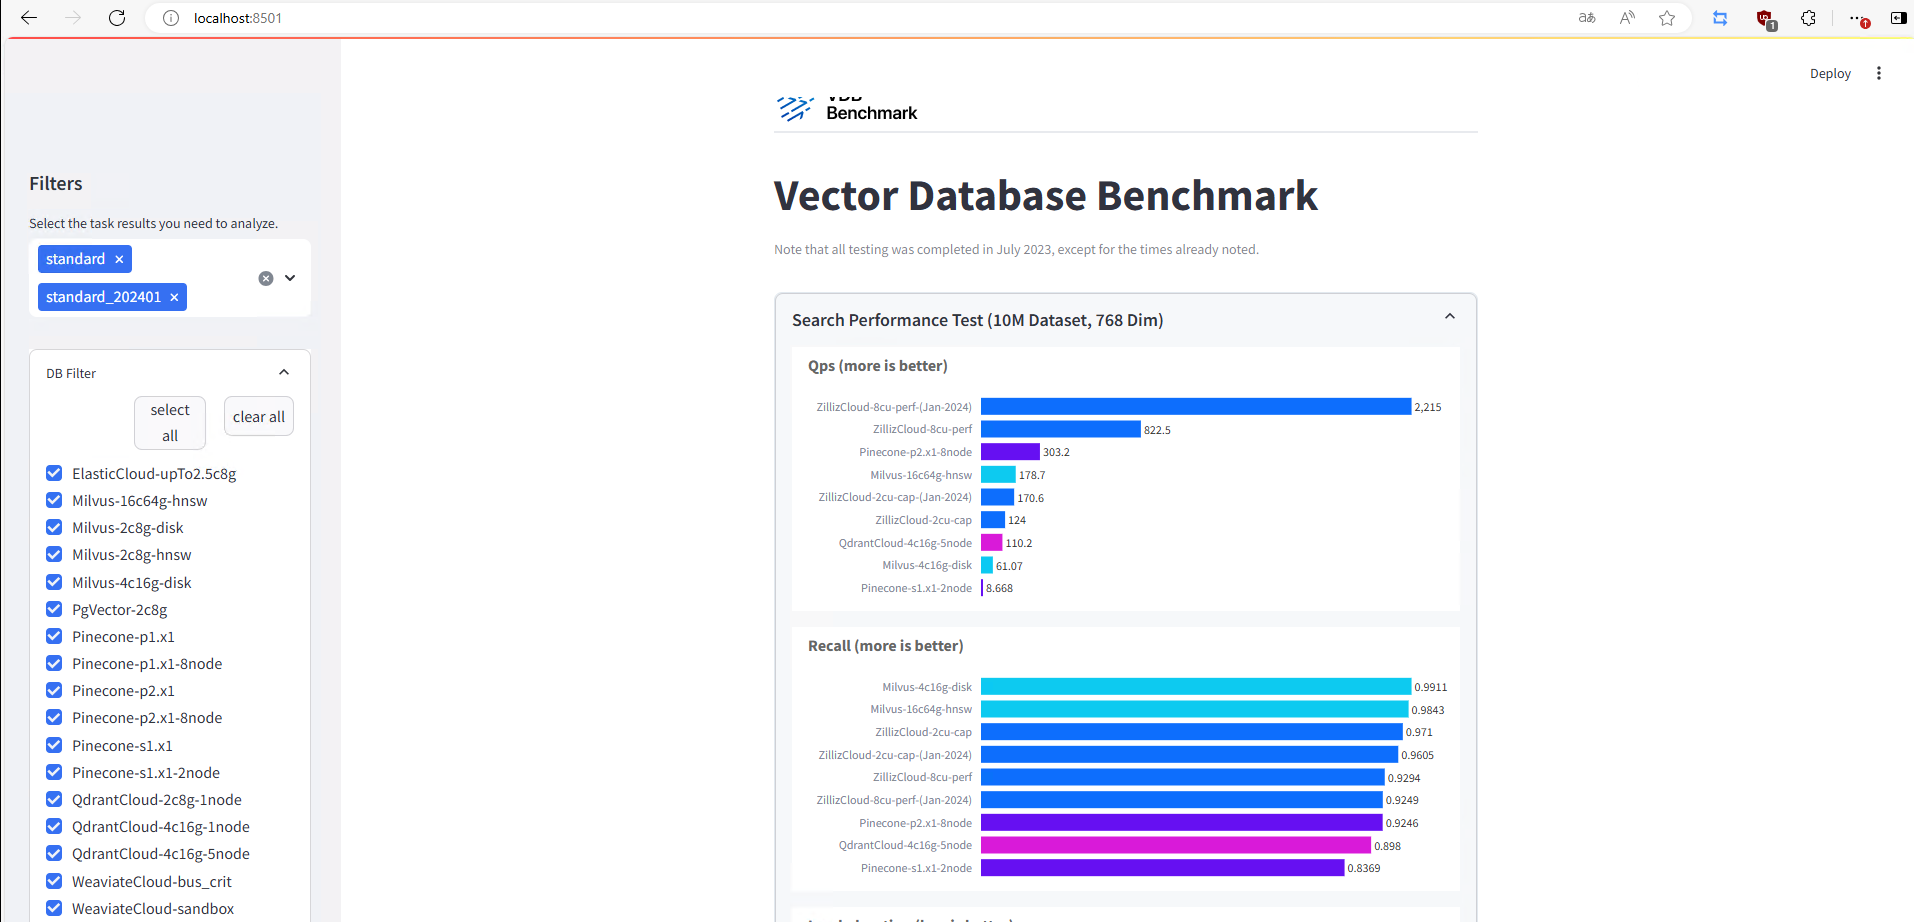 localhost:8501
Deploy
Benchmark
Filters
Select the task results you need to analyze.
standard ×
standard_202401 ×
DB Filter
select all
clear all
ElasticCloud-upTo2.5c8g
Milvus-16c64g-hnsw
Milvus-2c8g-disk
Milvus-2c8g-hnsw
Milvus-4c16g-disk
PgVector-2c8g
Pinecone-p1.x1
Pinecone-p1.x1-8node
Pinecone-p2.x1
Pinecone-p2.x1-8node
Pinecone-s1.x1
Pinecone-s1.x1-2node
QdrantCloud-2c8g-1node
QdrantCloud-4c16g-1node
QdrantCloud-4c16g-5node
WeaviateCloud-bus_crit
WeaviateCloud-sandbox
Vector Database Benchmark
Note that all testing was completed in July 2023, except for the times already noted.
Search Performance Test (10M Dataset, 768 Dim)
Qps (more is better)
ZillizCloud-8cu-perf-(Jan-2024) 2,215
ZillizCloud-8cu-perf 822.5
Pinecone-p2.x1-8node 303.2
Milvus-16c64g-hnsw 178.7
ZillizCloud-2cu-cap-(Jan-2024) 170.6
ZillizCloud-2cu-cap 124
QdrantCloud-4c16g-5node 110.2
Milvus-4c16g-disk 61.07
Pinecone-s1.x1-2node 8.668
Recall (more is better)
Milvus-4c16g-disk 0.9911
Milvus-16c64g-hnsw 0.9843
ZillizCloud-2cu-cap 0.971
ZillizCloud-2cu-cap-(Jan-2024) 0.9605
ZillizCloud-8cu-perf 0.9294
ZillizCloud-8cu-perf-(Jan-2024) 0.9249
Pinecone-p2.x1-8node 0.9246
QdrantCloud-4c16g-5node 0.898
Pinecone-s1.x1-2node 0.8369